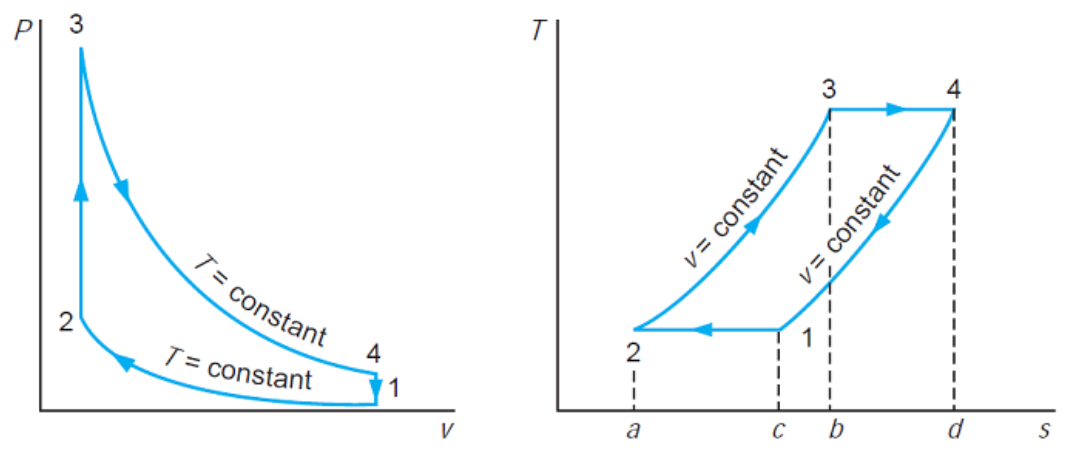 P
3
T = constant
2
T = constant
4
1
v
T
3
4
v = constant
v = constant
2
1
a
c
b
d
s